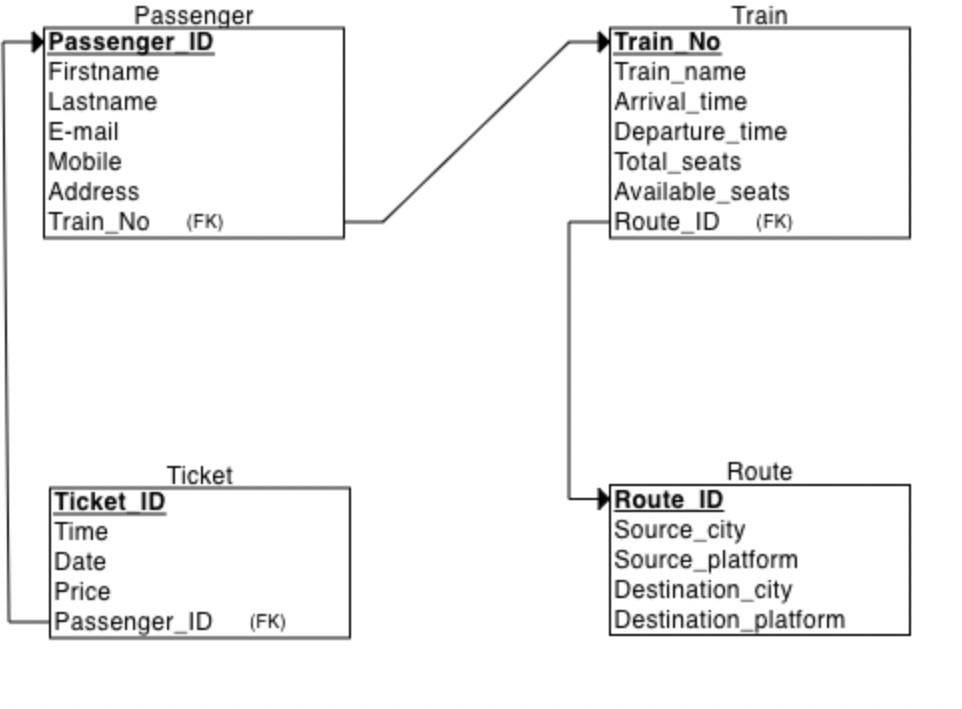 Passenger
Passenger_ID
Firstname
Lastname
E-mail
Mobile
Address
Train_No (FK)
Train
Train_No
Train_name
Arrival_time
Departure_time
Total_seats
Available_seats
Route_ID (FK)
Ticket
Ticket_ID
Time
Date
Price
Passenger_ID (FK)
Route
Route_ID
Source_city
Source_platform
Destination_city
Destination_platform